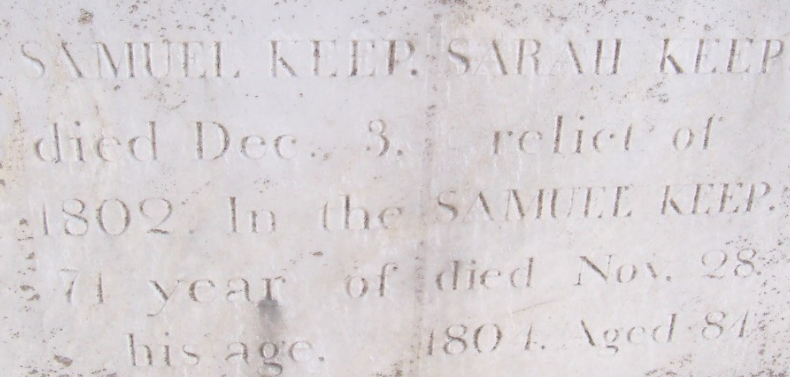 SAMUEL KEEP.
died Dec. 3.
1802. In the
71 year of
his age.
SARAH KEEP
relict of
SAMUEL KEEP.
died Nov. 28.
1804. Aged 84